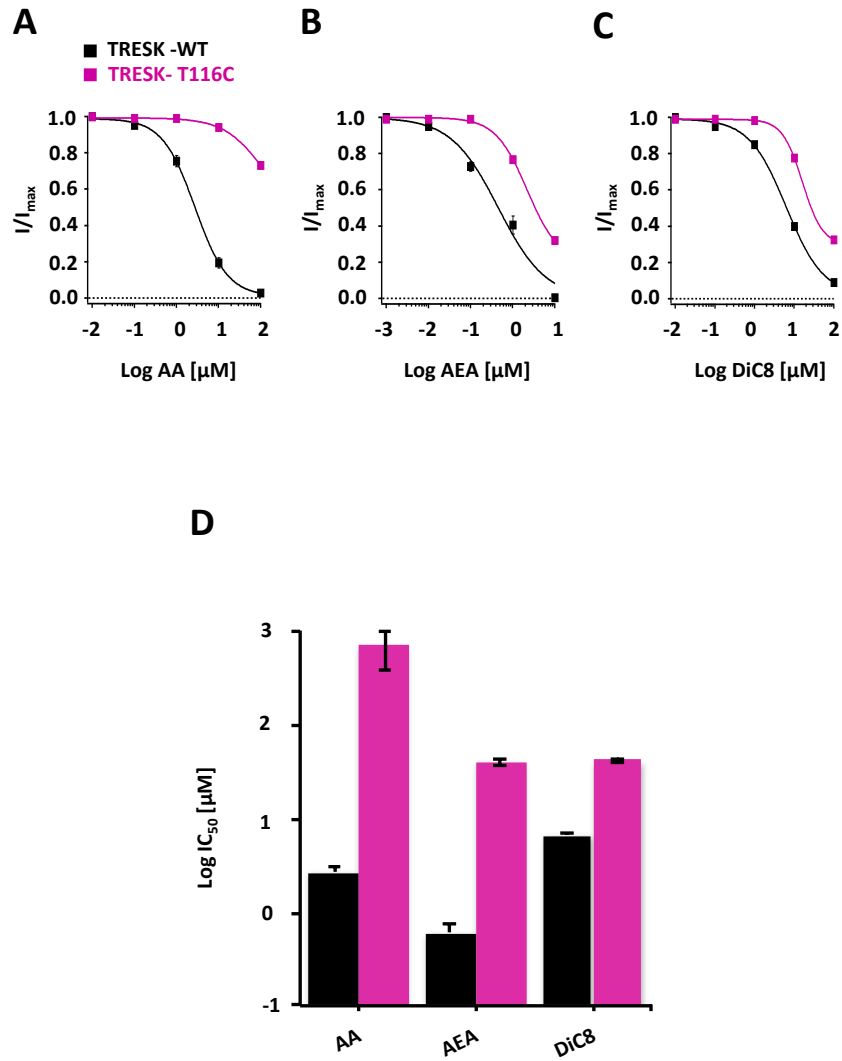 A
B
C
TRESK -WT
TRESK- T116C
1.0
0.8
0.6
0.4
0.2
0.0
I/Imax
-2 -1 0 1 2
Log AA [µM]
1.0
0.8
0.6
0.4
0.2
0.0
I/Imax
-3 -2 -1 0 1
Log AEA [µM]
1.0
0.8
0.6
0.4
0.2
0.0
I/Imax
-2 -1 0 1 2
Log DiC8 [µM]
D
3
2
1
0
-1
Log IC50 [µM]
AA
AEA
DiC8